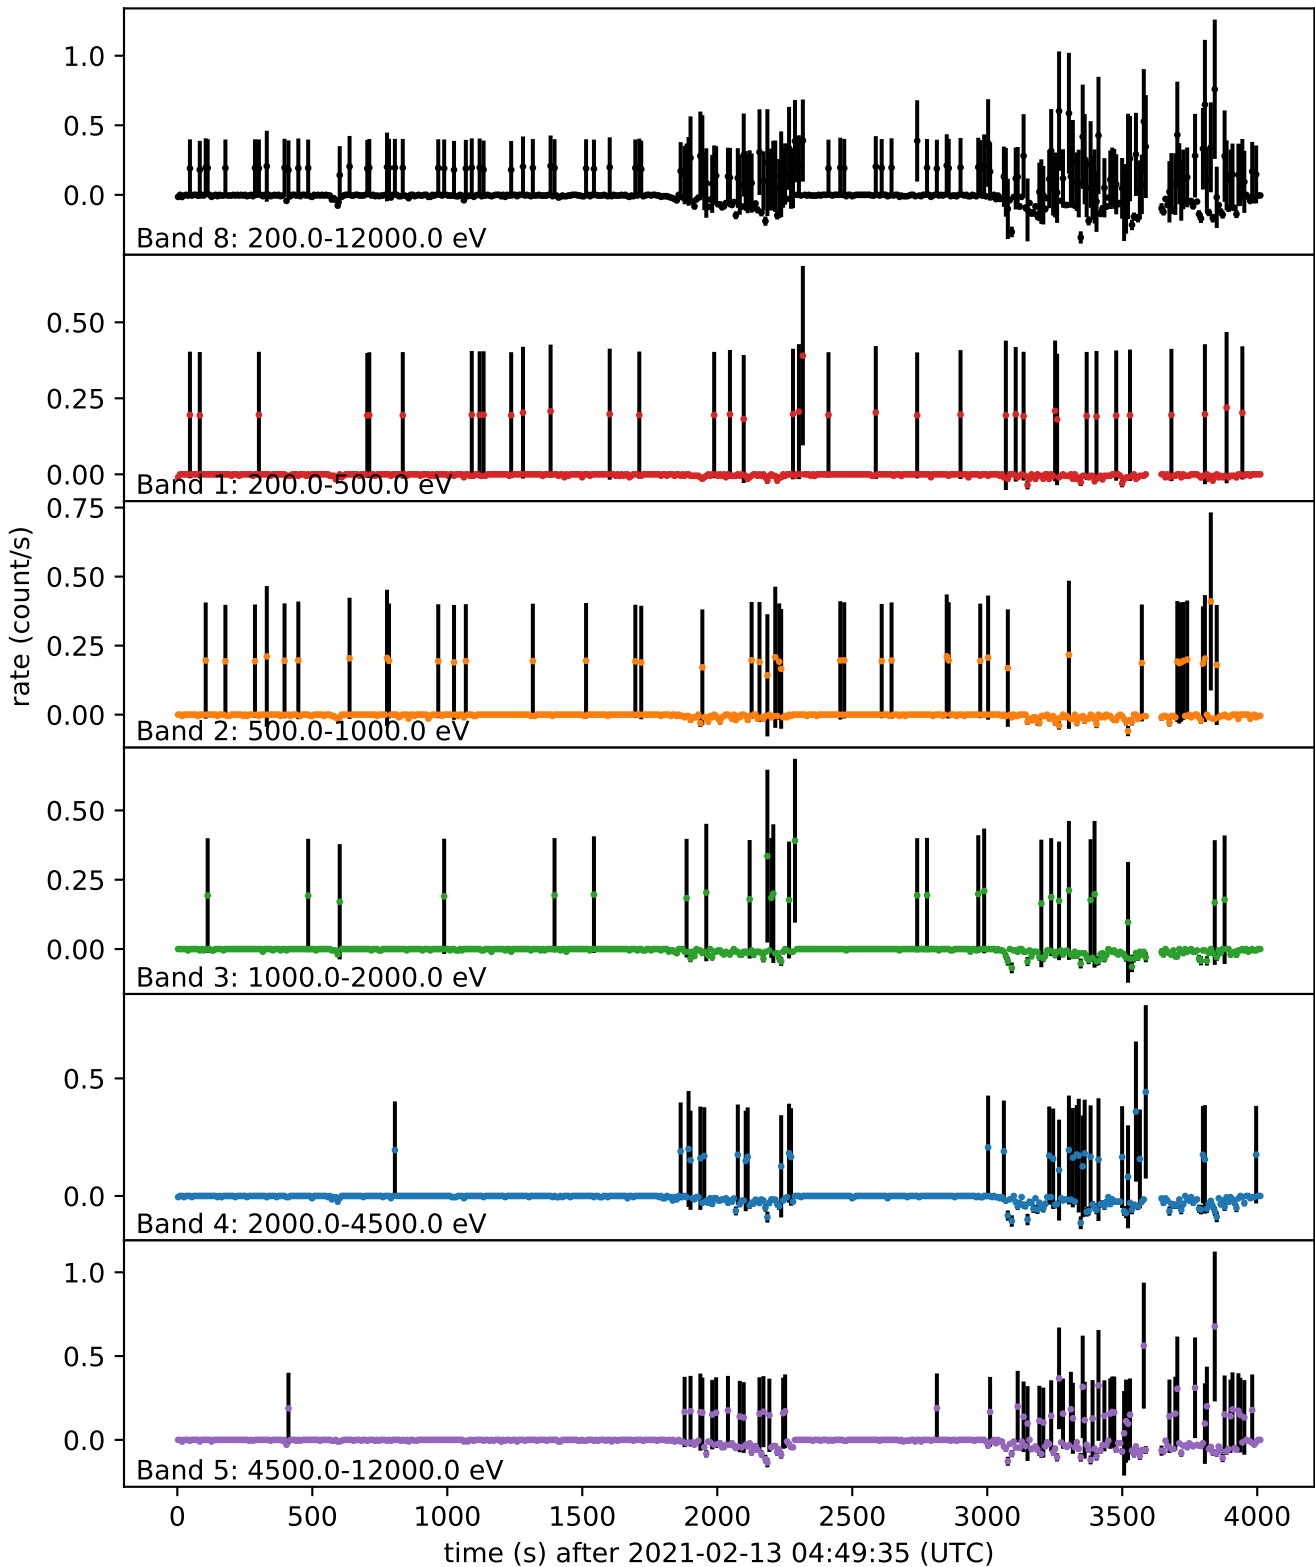 1.0
0.5
0.0
Band 8: 200.0-12000.0 eV
0.50
0.25
0.00
Band 1: 200.0-500.0 eV
0.75
0.50
0.25
0.00
Band 2: 500.0-1000.0 eV
rate (count/s)
0.50
0.25
0.00
Band 3: 1000.0-2000.0 eV
0.5
0.0
Band 4: 2000.0-4500.0 eV
1.0
0.5
0.0
Band 5: 4500.0-12000.0 eV
0 500 1000 1500 2000 2500 3000 3500 4000
time (s) after 2021-02-13 04:49:35 (UTC)